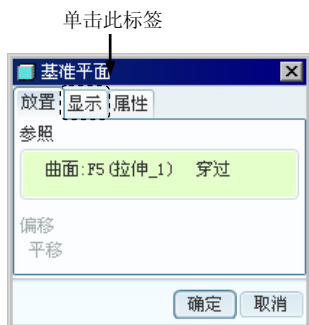 单击此标签
基准平面
放置 显示 属性
参照
曲面:F5(拉伸_1) 穿过
偏移
平移
确定 取消